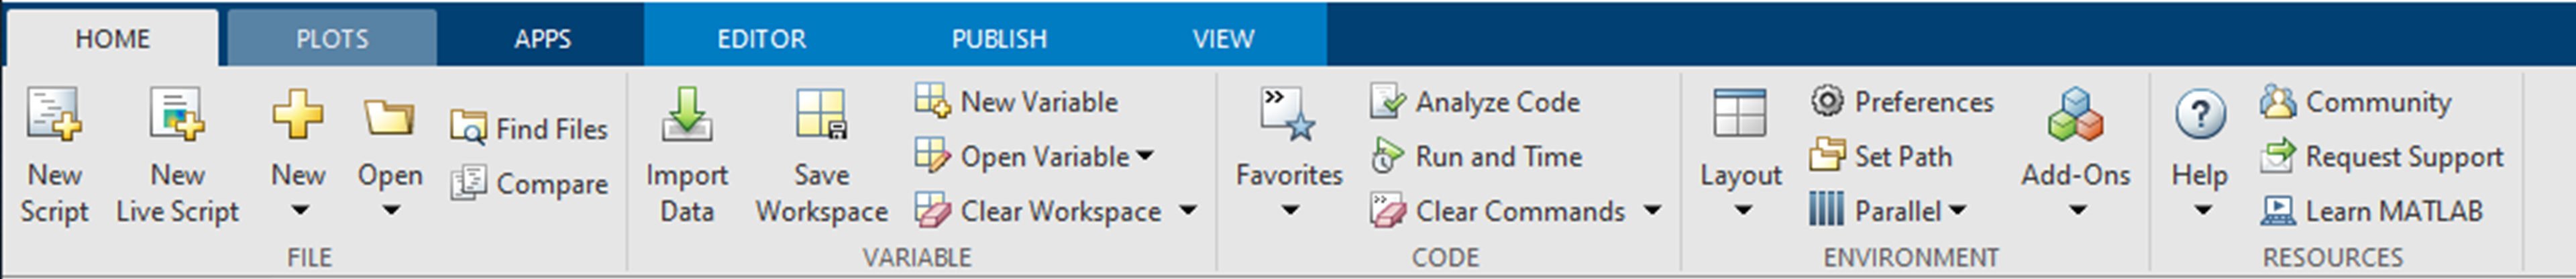 HOME PLOTS APPS EDITOR PUBLISH VIEW
New Script
New Live Script
New
Open
Find Files
Compare
FILE
Import Data
Save Workspace
New Variable
Open Variable
Clear Workspace
VARIABLE
Favorites
Analyze Code
Run and Time
Clear Commands
CODE
Layout
Preferences
Set Path
Parallel
Add-Ons
ENVIRONMENT
Help
Community
Request Support
Learn MATLAB
RESOURCES